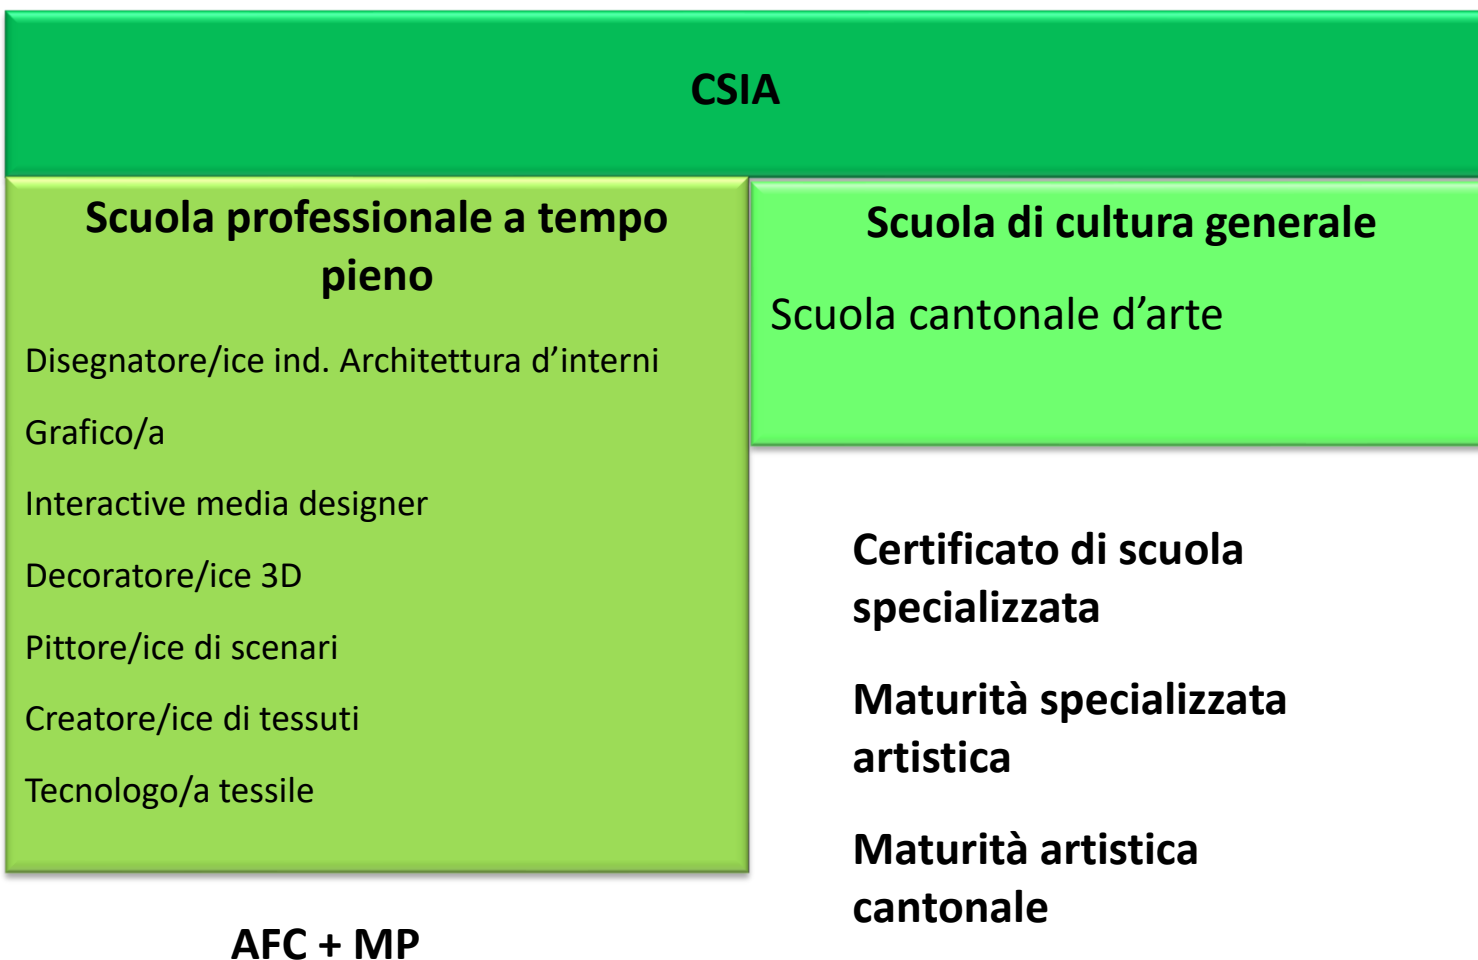 CSIA
Scuola professionale a tempo
pieno
Disegnatore/ice ind. Architettura d’interni
Grafico/a
Interactive media designer
Decoratore/ice 3D
Pittore/ice di scenari
Creatore/ice di tessuti
Tecnologo/a tessile
AFC + MP
Scuola di cultura generale
Scuola cantonale d’arte
Certificato di scuola
specializzata
Maturità specializzata
artistica
Maturità artistica
cantonale